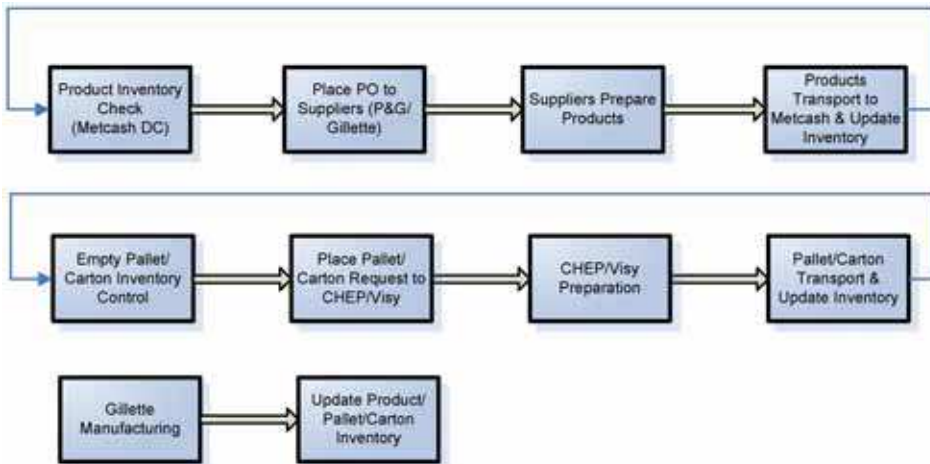 Product Inventory
Check
(Metcash DC)
Place PO to
Suppliers (P&G/
Gillette)
Suppliers Prepare
Products
Products
Transport to
Metcash & Update
Inventory
Empty Pallet/
Carton Inventory
Control
Place Pallet/
Carton Request to
CHEP/Visy
CHEP/Visy
Preparation
Pallet/Carton
Transport &
Update Inventory
Gillette
Manufacturing
Update Product/
Pallet/Carton
Inventory